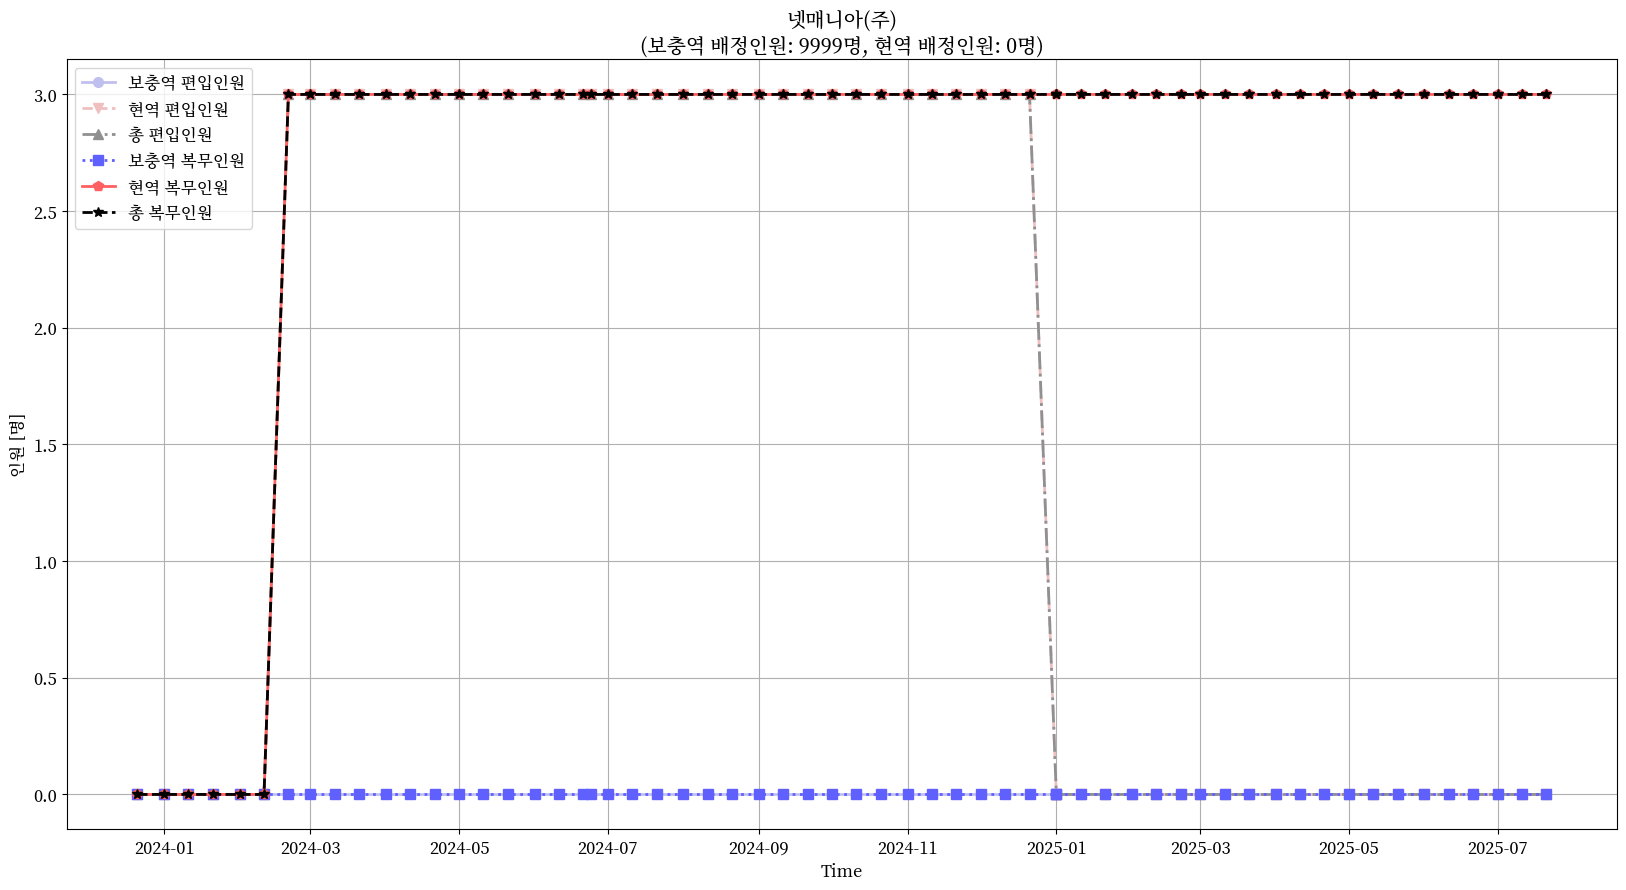 넷매니아(주)
(보충역 배정인원: 9999명, 현역 배정인원: 0명)
보충역 편입인원
현역 편입인원
총 편입인원
보충역 복무인원
현역 복무인원
총 복무인원
인원 [명]
3.0
2.5
2.0
1.5
1.0
0.5
0.0
2024-01
2024-03
2024-05
2024-07
2024-09
2024-11
2025-01
2025-03
2025-05
2025-07
Time